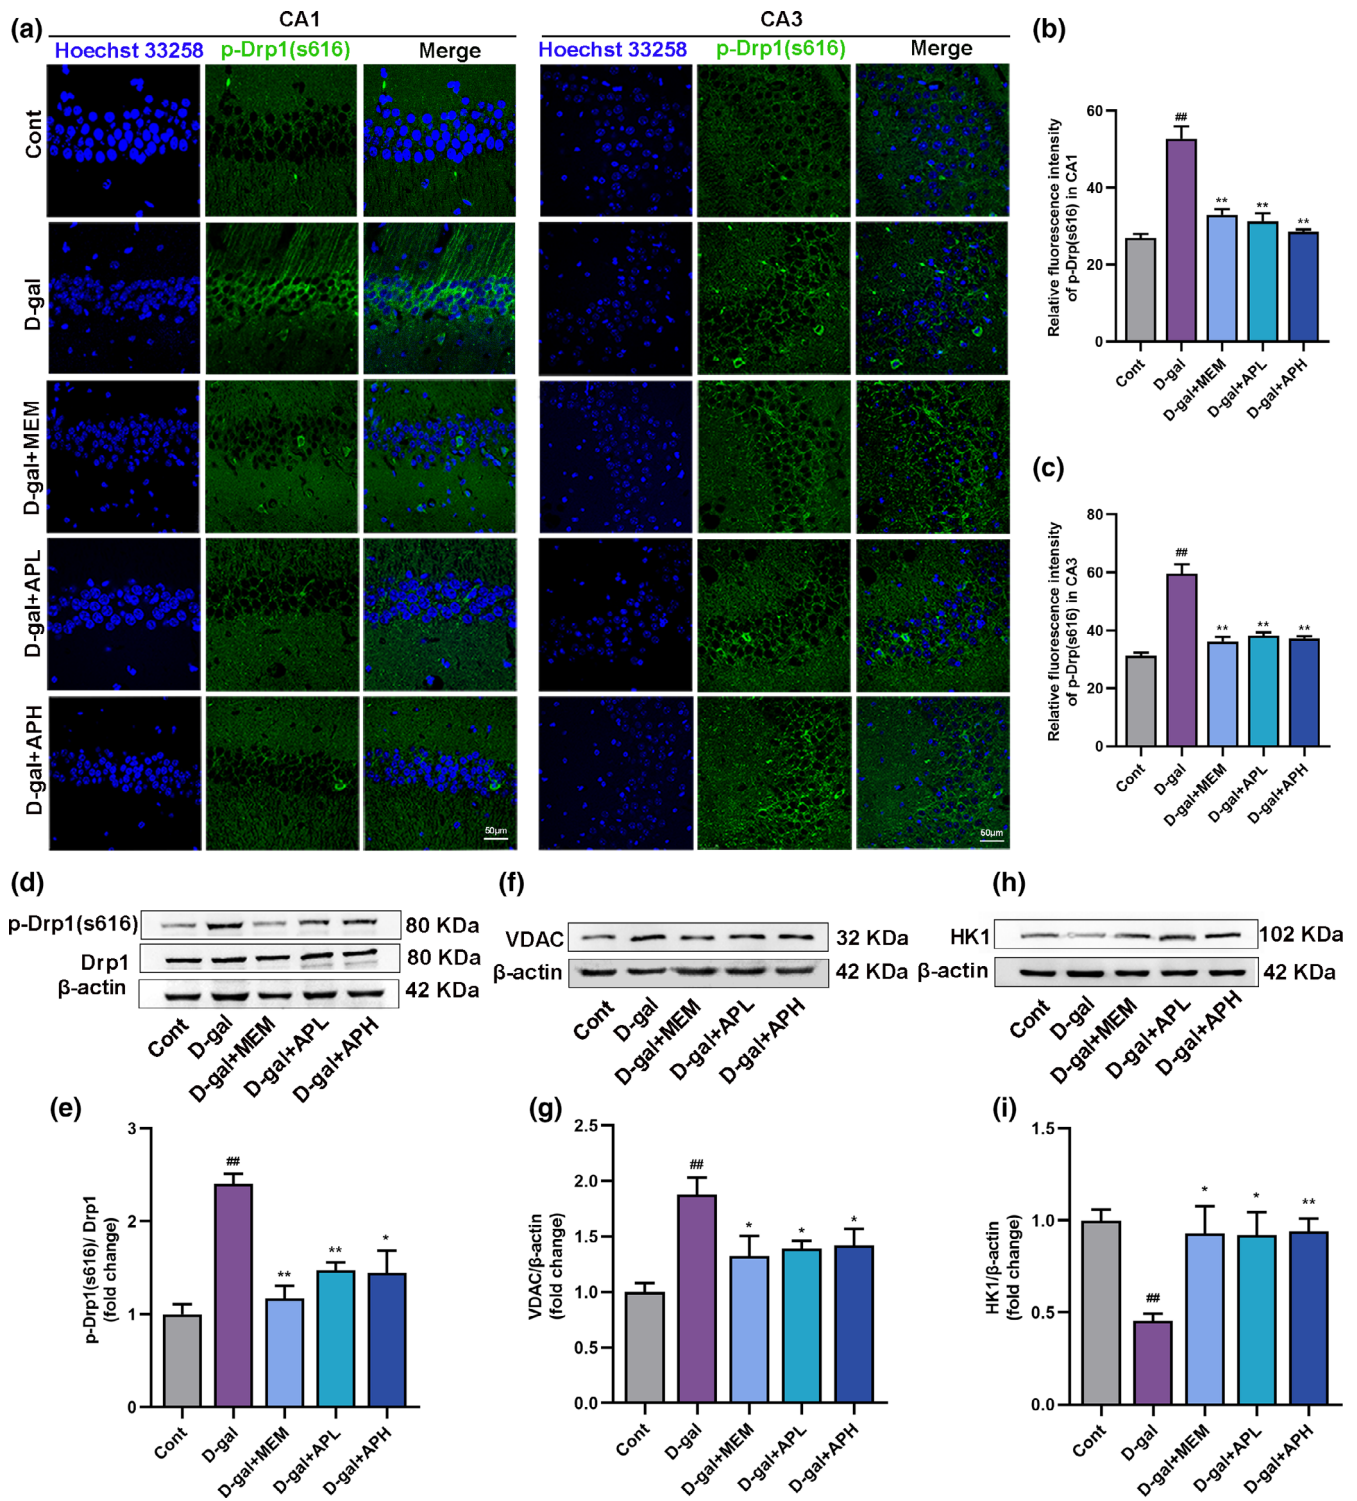 (a)
CA1
CA3
Hoechst 33258 p-Drp1(s616) Merge
Hoechst 33258 p-Drp1(s616) Merge
Cont
D-gal
D-gal+MEM
D-gal+APL
D-gal+APH
50μm
50μm
(b)
Relative fluorescence intensity
of p-Drp(s616) in CA1
60
40
20
0
##
**
**
**
Cont
D-gal
D-gal+MEM
D-gal+APL
D-gal+APH
(c)
Relative fluorescence intensity
of p-Drp(s616) in CA3
80
60
40
20
0
##
**
**
**
Cont
D-gal
D-gal+MEM
D-gal+APL
D-gal+APH
(d)
p-Drp1(s616) 80 KDa
Drp1 80 KDa
β-actin 42 KDa
Cont
D-gal
D-gal+MEM
D-gal+APL
D-gal+APH
(f)
VDAC 32 KDa
β-actin 42 KDa
Cont
D-gal
D-gal+MEM
D-gal+APL
D-gal+APH
(h)
HK1 102 KDa
β-actin 42 KDa
Cont
D-gal
D-gal+MEM
D-gal+APL
D-gal+APH
(e)
p-Drp1(s616)/ Drp1
(fold change)
3
2
1
0
##
**
**
*
Cont
D-gal
D-gal+MEM
D-gal+APL
D-gal+APH
(g)
VDAC/β-actin
(fold change)
2.5
2.0
1.5
1.0
0.5
0.0
##
*
*
*
Cont
D-gal
D-gal+MEM
D-gal+APL
D-gal+APH
(i)
HK1/β-actin
(fold change)
1.5
1.0
0.5
0.0
##
*
*
**
Cont
D-gal
D-gal+MEM
D-gal+APL
D-gal+APH